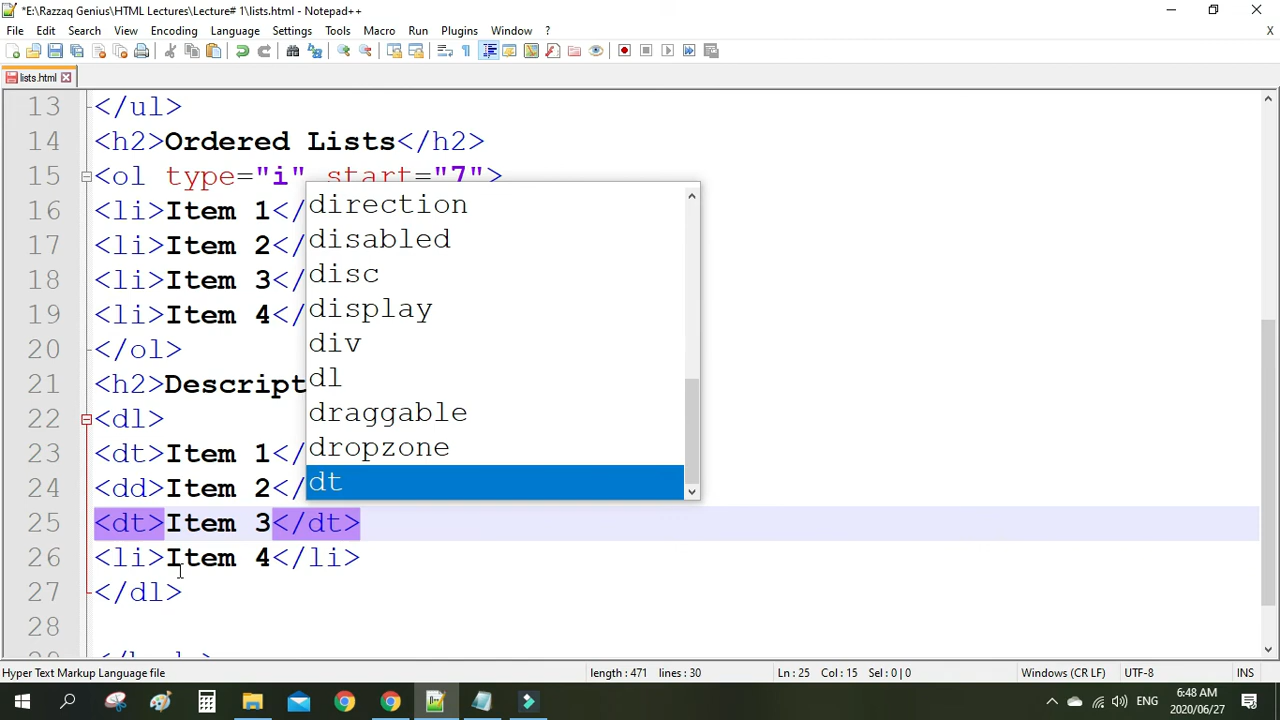 *E:\Razzaq Genius\HTML Lectures\Lecture# 1\lists.html - Notepad++
File Edit Search View Encoding Language Settings Tools Macro Run Plugins Window ? X
lists.html
13 </ul>
14 <h2>Ordered Lists</h2>
15 <ol type="i" start="7">
16 <li>Item 1</
17 <li>Item 2</
18 <li>Item 3</
19 <li>Item 4</
20 </ol>
21 <h2>Descript
22 <dl>
23 <dt>Item 1</
24 <dd>Item 2</
25 <dt>Item 3</dt>
26 <li>Item 4</li>
27 </dl>
28
direction
disabled
disc
display
div
dl
draggable
dropzone
dt
Hyper Text Markup Language file length : 471 lines : 30 Ln : 25 Col : 15 Sel : 0 | 0 Windows (CR LF) UTF-8 INS
ENG 6:48 AM
2020/06/27